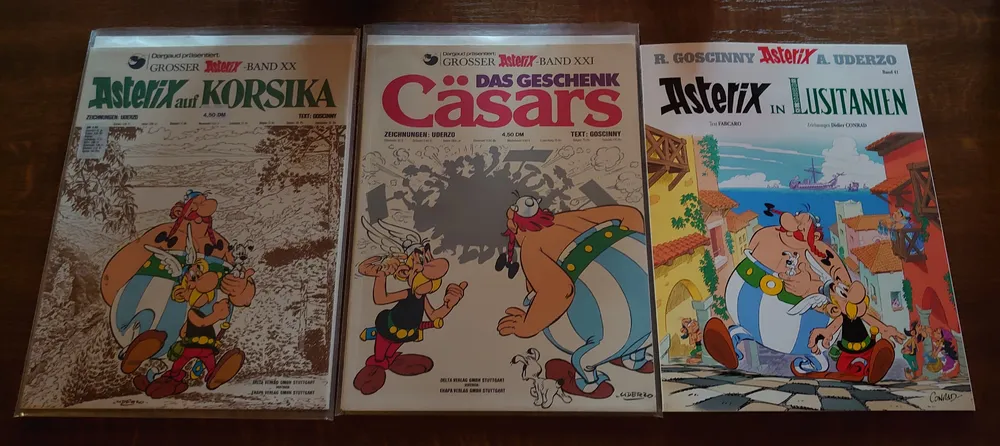 Dargaud präsentiert:
GROSSER Asterix-BAND XX
Asterix auf KORSIKA
4,50 DM
ZEICHNUNGEN: UDERZO
TEXT: GOSCINNY
DELTA VERLAG GMBH STUTTGART
EHAPA VERLAG GMBH STUTTGART
UDERZO
Dargaud präsentiert:
GROSSER Asterix-BAND XXI
DAS GESCHENK
Cäsars
ZEICHNUNGEN: UDERZO
4,50 DM
TEXT: GOSCINNY
DELTA VERLAG GMBH STUTTGART
EHAPA VERLAG GMBH STUTTGART
UDERZO
R. GOSCINNY Asterix A. UDERZO
Band 41
Asterix IN LUSITANIEN
Text: FABCARO
Zeichnungen: Didier CONRAD
CONRAD